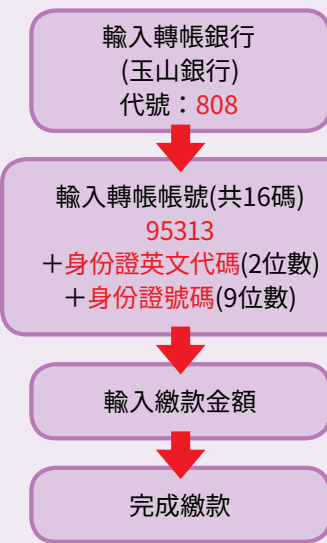 輸入轉帳銀行
(玉山銀行)
代號：808
輸入轉帳帳號(共16碼)
95313
＋身份證英文代碼(2位數)
＋身份證號碼(9位數)
輸入繳款金額
完成繳款